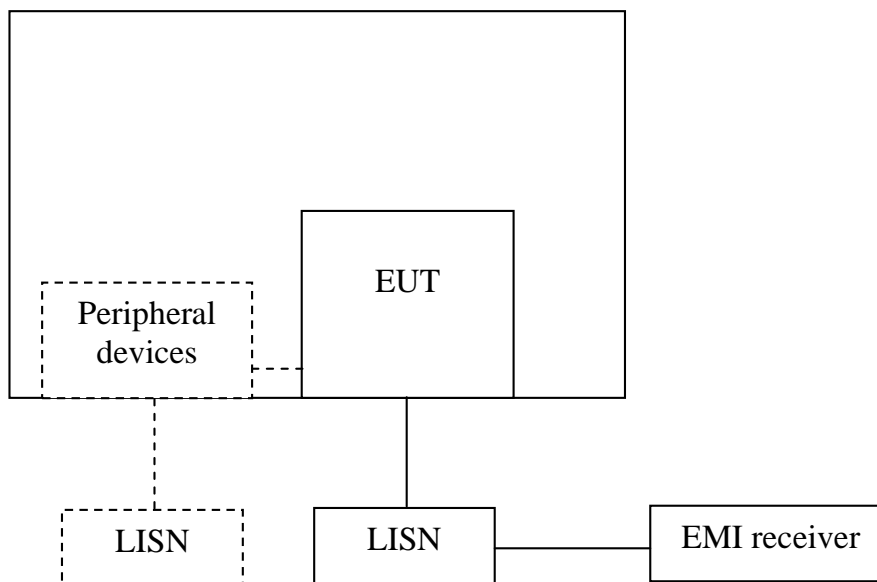 EUT
Peripheral
devices
LISN
LISN
EMI receiver